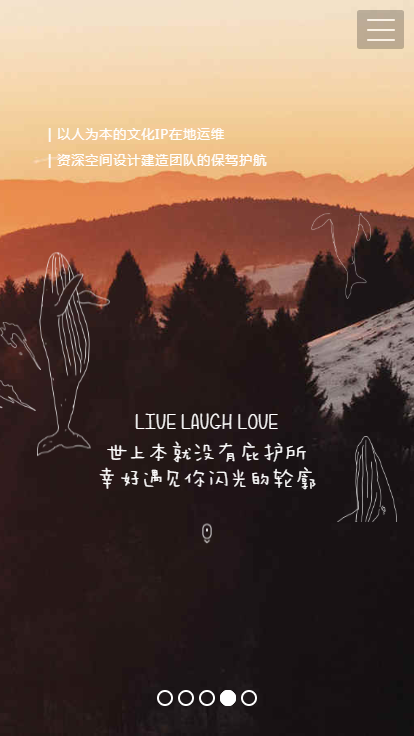 | 以人为本的文化IP在地运维
| 资深空间设计建造团队的保驾护航
LIVE LAUGH LOVE
世上本就没有庇护所
幸好遇见你闪光的轮廓